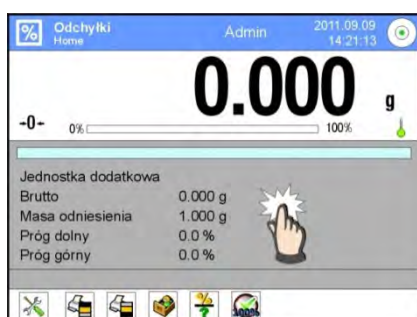 % Odchyłki Admin 2011.09.09
Home 14:21:13
0.000 g
→0← 0% 100%
Jednostka dodatkowa
Brutto 0.000 g
Masa odniesienia 1.000 g
Próg dolny 0.0 %
Próg górny 0.0 %
%
? 100%